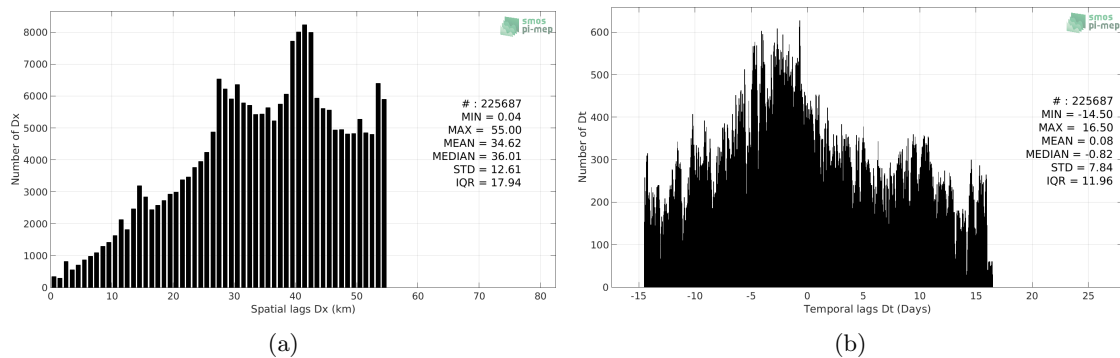 smos
pi-mep
Number of Dx
8000
7000
6000
5000
4000
3000
2000
1000
0
# : 225687
MIN = 0.04
MAX = 55.00
MEAN = 34.62
MEDIAN = 36.01
STD = 12.61
IQR = 17.94
0 10 20 30 40 50 60 70 80
Spatial lags Dx (km)
(a)
smos
pi-mep
Number of Dt
600
500
400
300
200
100
0
# : 225687
MIN = -14.50
MAX = 16.50
MEAN = 0.08
MEDIAN = -0.82
STD = 7.84
IQR = 11.96
-15 -10 -5 0 5 10 15 20 25
Temporal lags Dt (Days)
(b)